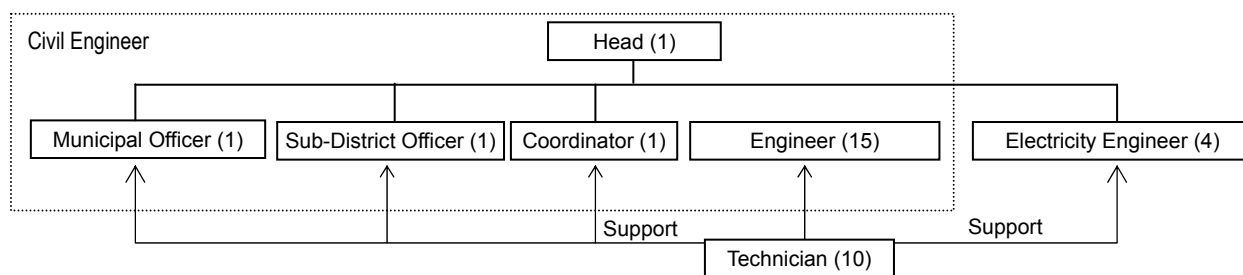 Civil Engineer
Head (1)
Municipal Officer (1)
Sub-District Officer (1)
Coordinator (1)
Engineer (15)
Electricity Engineer (4)
Support
Support
Technician (10)